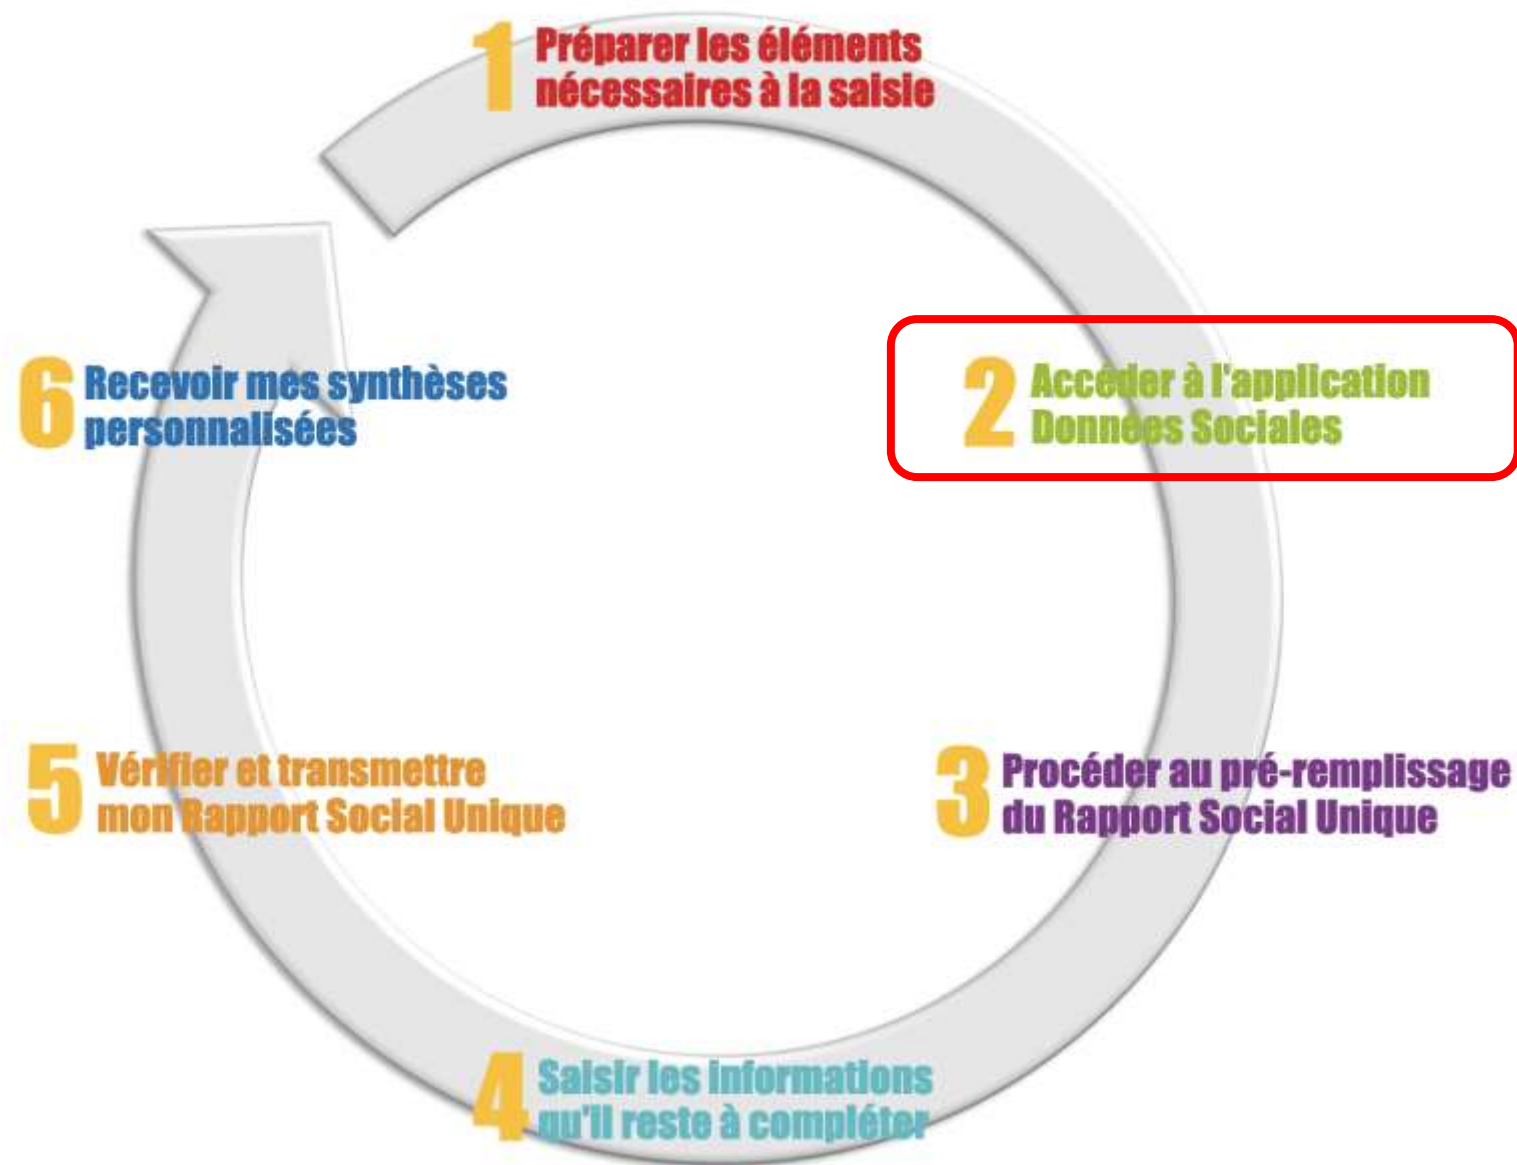 1 Préparer les éléments
nécessaires à la saisie
2 Accéder à l'application
Données Sociales
3 Procéder au pré-remplissage
du Rapport Social Unique
4 Saisir les informations
qu'il reste à compléter
5 Vérifier et transmettre
mon Rapport Social Unique
6 Recevoir mes synthèses
personnalisées